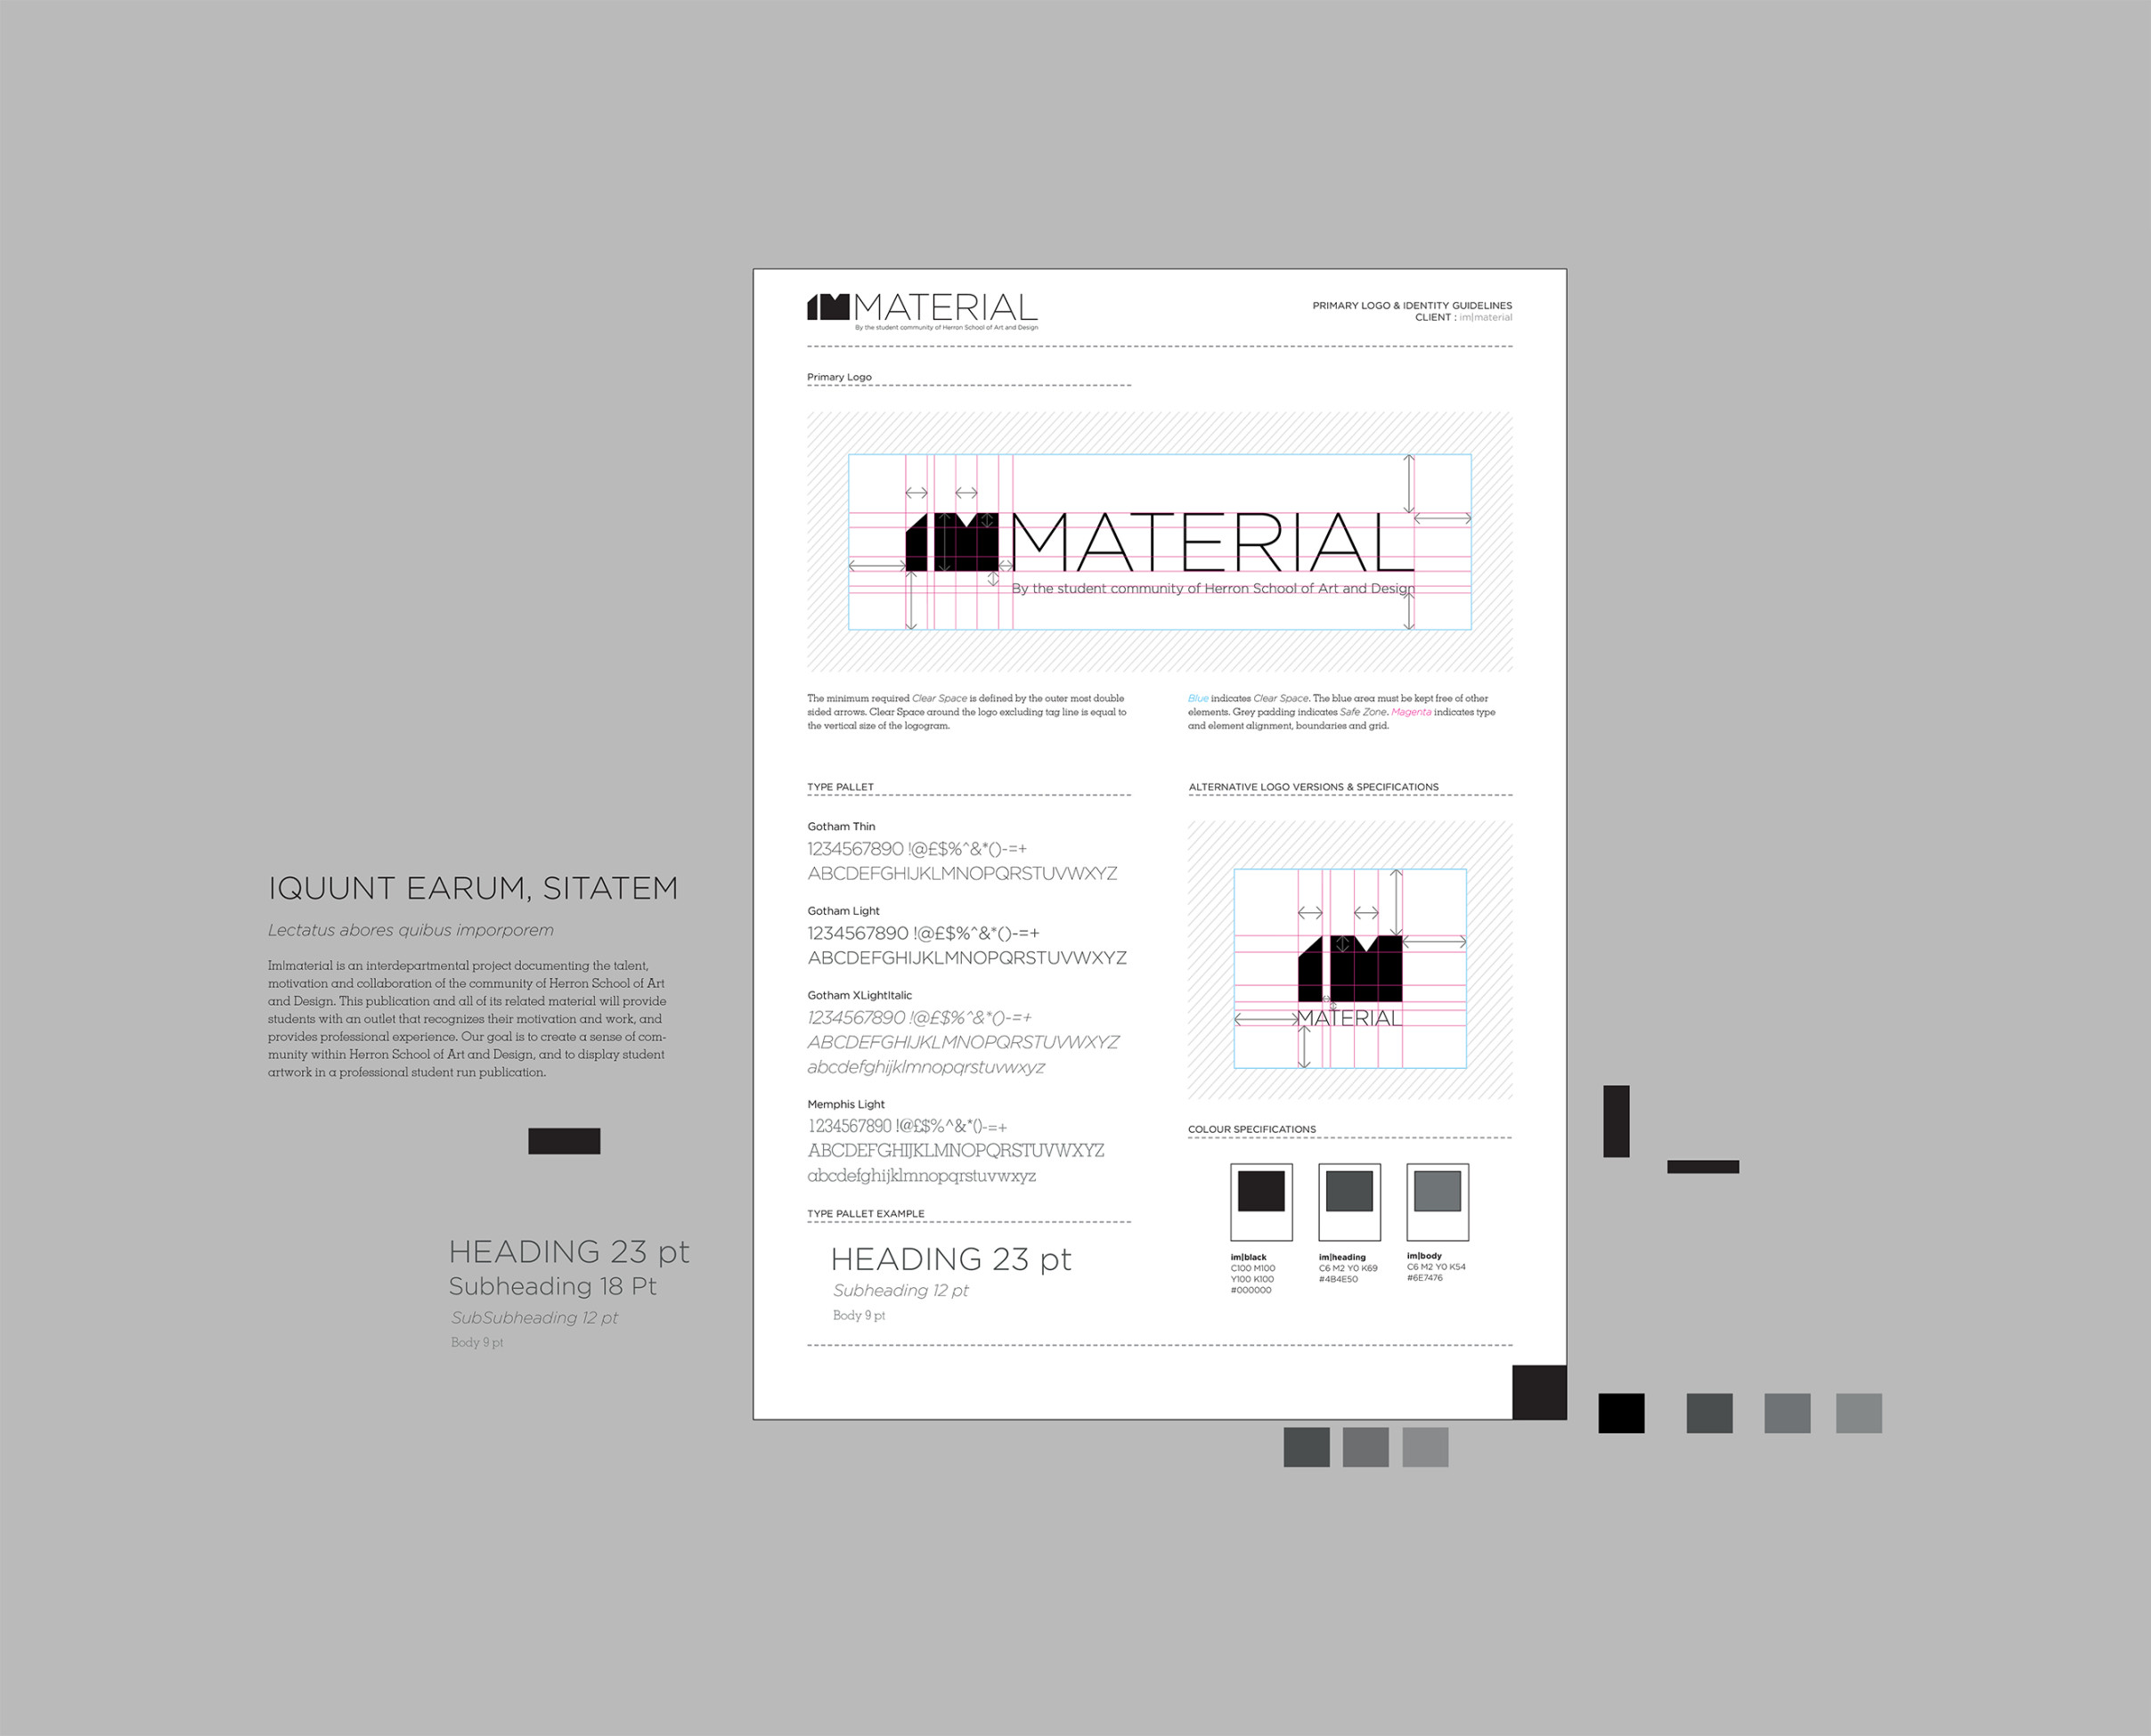 IMMATERIAL
By the student community of Herron School of Art and Design
PRIMARY LOGO & IDENTITY GUIDELINES
CLIENT : im|material
Primary Logo
IMMATERIAL
By the student community of Herron School of Art and Design
The minimum required Clear Space is defined by the outer most double
sided arrows. Clear Space around the logo excluding tag line is equal to
the vertical size of the logogram.
Blue indicates Clear Space. The blue area must be kept free of other
elements. Grey padding indicates Safe Zone. Magenta indicates type
and element alignment, boundaries and grid.
TYPE PALLET
Gotham Thin
1234567890 !@£$%^&*()-=+
ABCDEFGHIJKLMNOPQRSTUVWXYZ
Gotham Light
1234567890 !@£$%^&*()-=+
ABCDEFGHIJKLMNOPQRSTUVWXYZ
Gotham XLightItalic
1234567890 !@£$%^&*()-=+
ABCDEFGHIJKLMNOPQRSTUVWXYZ
abcdefghijklmnopqrstuvwxyz
Memphis Light
1234567890 !@£$%^&*()-=+
ABCDEFGHIJKLMNOPQRSTUVWXYZ
abcdefghijklmnopqrstuvwxyz
TYPE PALLET EXAMPLE
HEADING 23 pt
Subheading 12 pt
Body 9 pt
ALTERNATIVE LOGO VERSIONS & SPECIFICATIONS
IM
MATERIAL
COLOUR SPECIFICATIONS
im|black
C100 M100
Y100 K100
#000000
im|heading
C6 M2 Y0 K69
#4B4E50
im|body
C6 M2 Y0 K54
#6E7476
IQUUNT EARUM, SITATEM
Lectatus abores quibus imporporem
Im|material is an interdepartmental project documenting the talent,
motivation and collaboration of the community of Herron School of Art
and Design. This publication and all of its related material will provide
students with an outlet that recognizes their motivation and work, and
provides professional experience. Our goal is to create a sense of com-
munity within Herron School of Art and Design, and to display student
artwork in a professional student run publication.
HEADING 23 pt
Subheading 18 Pt
SubSubheading 12 pt
Body 9 pt